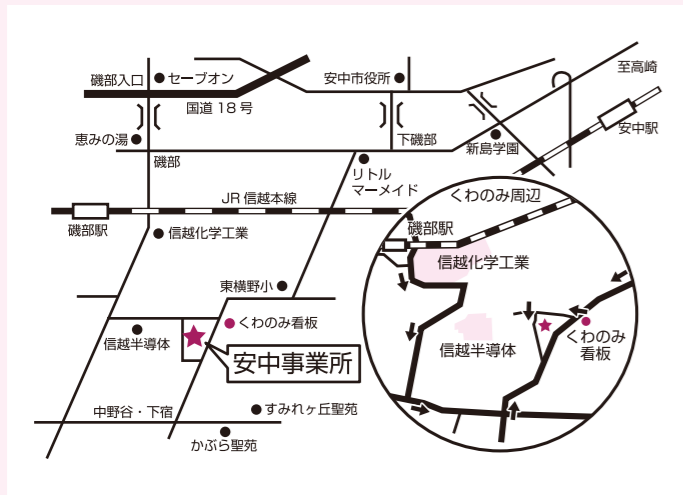 磯部入口
セーブオン
安中市役所
至高崎
国道 18 号
安中駅
恵みの湯
下磯部
新島学園
磯部
リトル
マーメイド
JR 信越本線
くわのみ周辺
磯部駅
磯部駅
信越化学工業
信越化学工業
東横野小
くわのみ看板
信越半導体
安中事業所
信越半導体
くわのみ
看板
中野谷・下宿
すみれヶ丘聖苑
かぶら聖苑